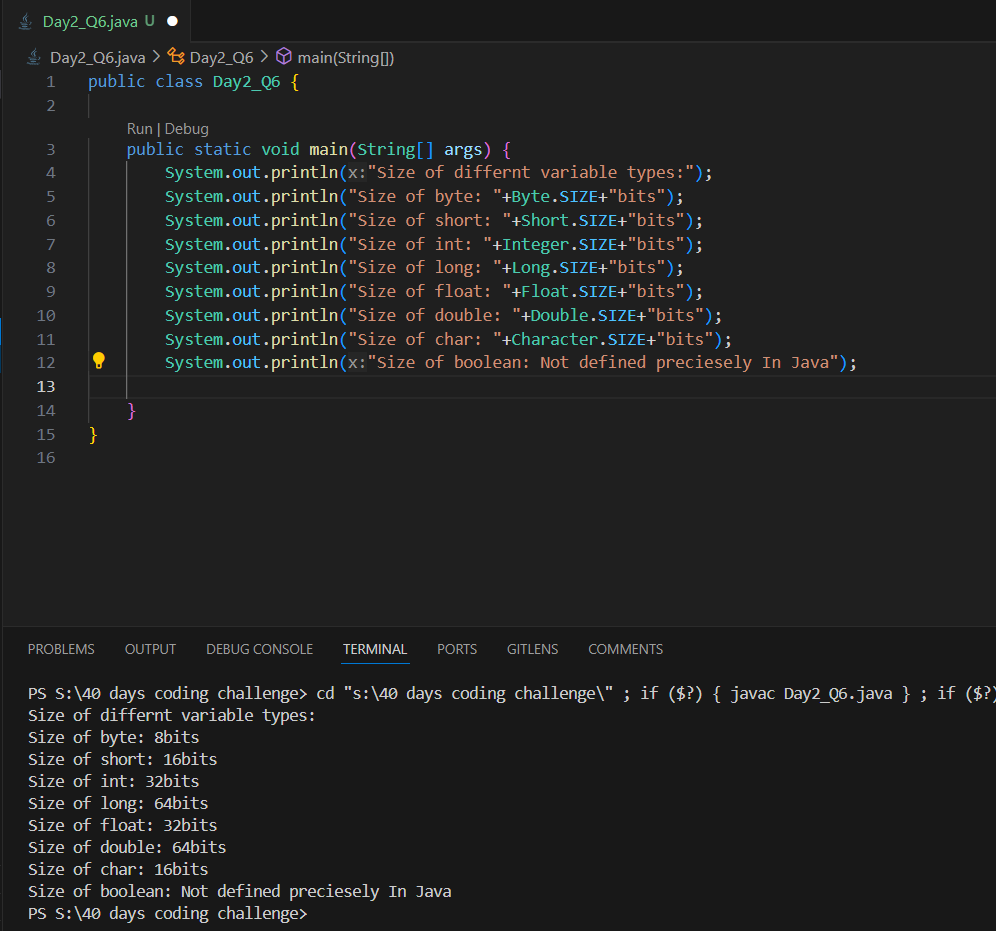 Day2_Q6.java U
Day2_Q6.java > Day2_Q6 > main(String[])
1 public class Day2_Q6 {
2
Run | Debug
3 public static void main(String[] args) {
4 System.out.println(x:"Size of differnt variable types:");
5 System.out.println("Size of byte: "+Byte.SIZE+"bits");
6 System.out.println("Size of short: "+Short.SIZE+"bits");
7 System.out.println("Size of int: "+Integer.SIZE+"bits");
8 System.out.println("Size of long: "+Long.SIZE+"bits");
9 System.out.println("Size of float: "+Float.SIZE+"bits");
10 System.out.println("Size of double: "+Double.SIZE+"bits");
11 System.out.println("Size of char: "+Character.SIZE+"bits");
12 System.out.println(x:"Size of boolean: Not defined preciesely In Java");
13
14 }
15 }
16
PROBLEMS OUTPUT DEBUG CONSOLE TERMINAL PORTS GITLENS COMMENTS
PS S:\40 days coding challenge> cd "s:\40 days coding challenge\" ; if ($?) { javac Day2_Q6.java } ; if ($?)
Size of differnt variable types:
Size of byte: 8bits
Size of short: 16bits
Size of int: 32bits
Size of long: 64bits
Size of float: 32bits
Size of double: 64bits
Size of char: 16bits
Size of boolean: Not defined preciesely In Java
PS S:\40 days coding challenge>